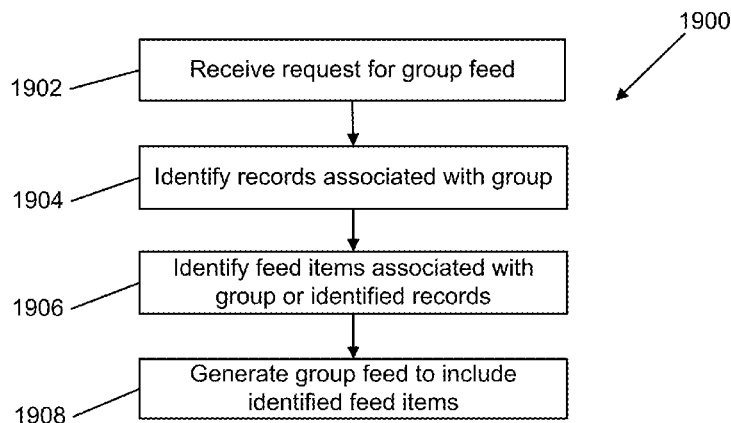 1900
1902
Receive request for group feed
1904
Identify records associated with group
1906
Identify feed items associated with
group or identified records
1908
Generate group feed to include
identified feed items